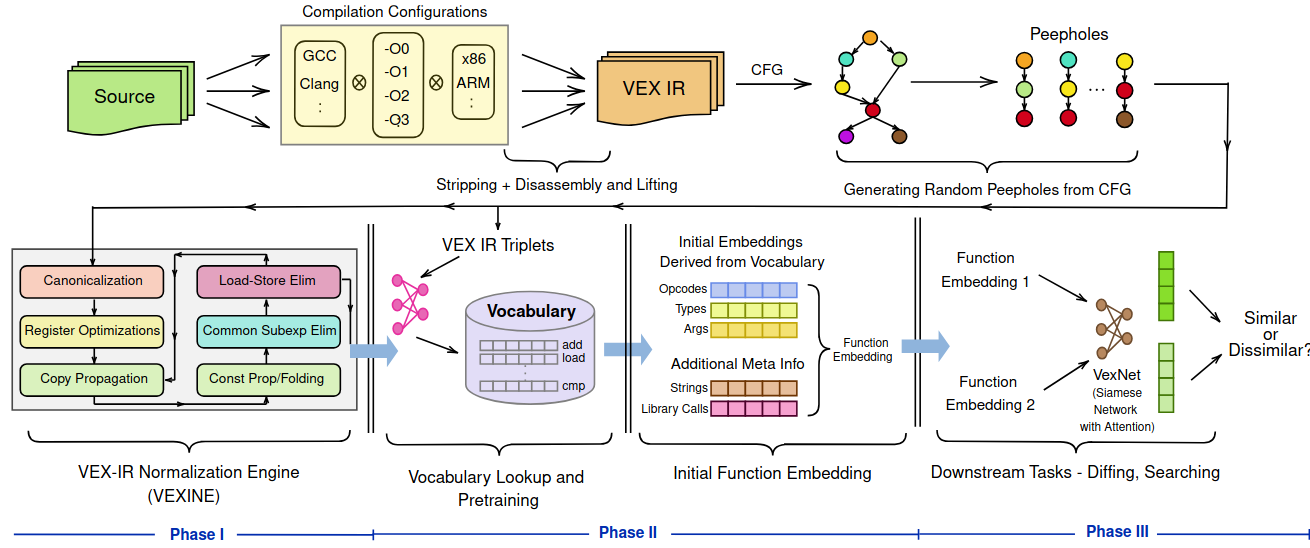 Compilation Configurations
Source
GCC
Clang
:
⊗
-O0
-O1
-O2
-O3
⊗
x86
ARM
:
VEX IR
CFG
Peepholes
...
Stripping + Disassembly and Lifting
Generating Random Peepholes from CFG
Canonicalization
Register Optimizations
Copy Propagation
Load-Store Elim
Common Subexp Elim
Const Prop/Folding
VEX-IR Normalization Engine
(VEXINE)
VEX IR Triplets
Vocabulary
add
load
cmp
Vocabulary Lookup and
Pretraining
Initial Embeddings
Derived from Vocabulary
Opcodes
Types
Args
Additional Meta Info
Strings
Library Calls
Function
Embedding
Initial Function Embedding
Function
Embedding 1
Function
Embedding 2
VexNet
(Siamese
Network
with Attention)
Similar
or
Dissimilar?
Downstream Tasks - Diffing, Searching
Phase I
Phase II
Phase III